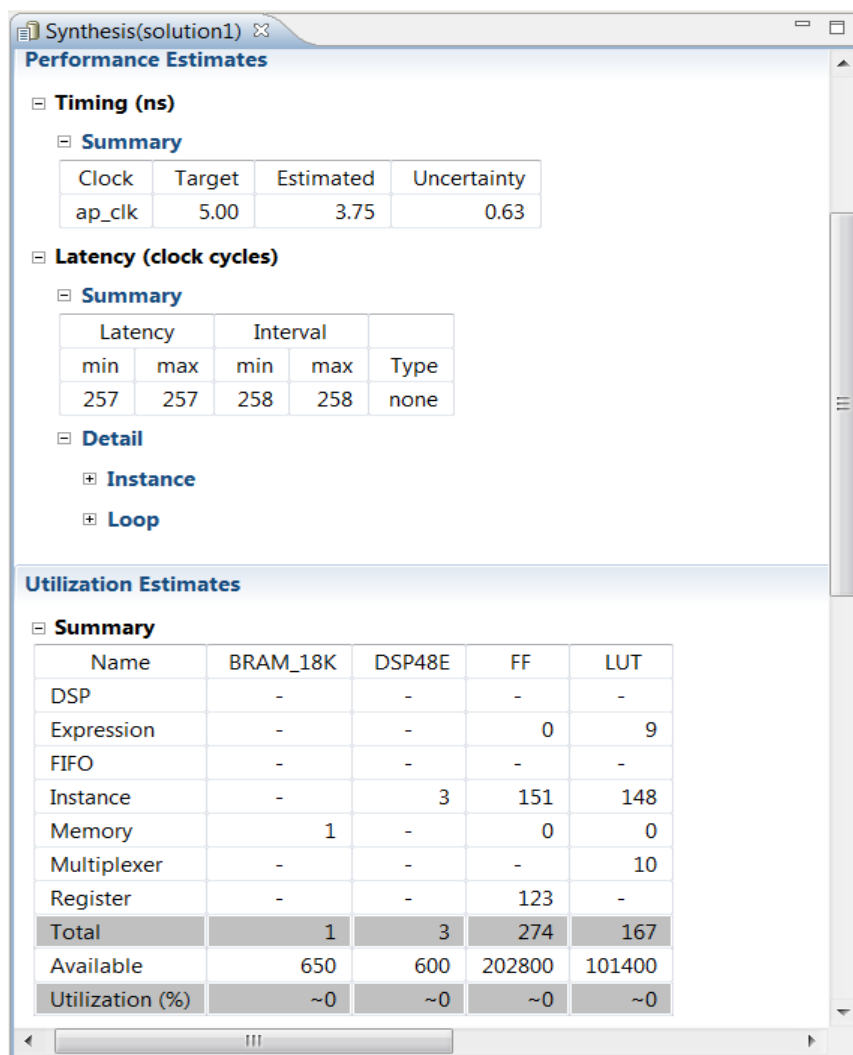 Synthesis(solution1)
Performance Estimates
Timing (ns)
Summary
Clock Target Estimated Uncertainty
ap_clk 5.00 3.75 0.63
Latency (clock cycles)
Summary
Latency Interval
min max min max Type
257 257 258 258 none
Detail
Instance
Loop
Utilization Estimates
Summary
Name BRAM_18K DSP48E FF LUT
DSP - - - -
Expression - - 0 9
FIFO - - - -
Instance - 3 151 148
Memory 1 - 0 0
Multiplexer - - - 10
Register - - 123 -
Total 1 3 274 167
Available 650 600 202800 101400
Utilization (%) ~0 ~0 ~0 ~0